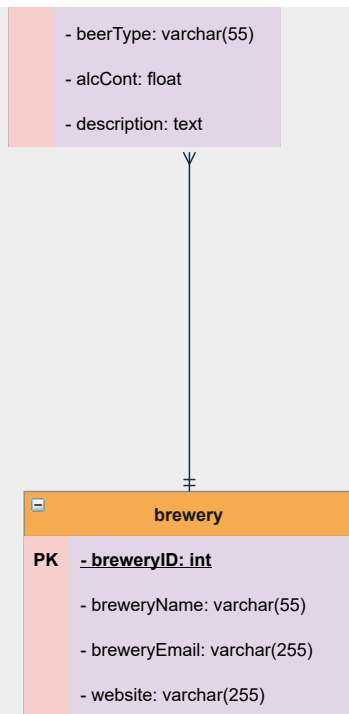 - beerType: varchar(55)
- alcCont: float
- description: text
brewery
PK - breweryID: int
- breweryName: varchar(55)
- breweryEmail: varchar(255)
- website: varchar(255)